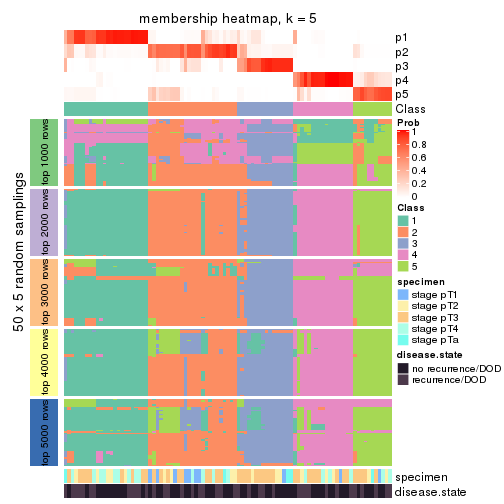 membership heatmap, k = 5
p1
p2
p3
p4
p5
Class
50 x 5 random samplings
top 1000 rows
top 2000 rows
top 3000 rows
top 4000 rows
top 5000 rows
Prob
1
0.8
0.6
0.4
0.2
0
Class
1
2
3
4
5
specimen
stage pT1
stage pT2
stage pT3
stage pT4
stage pTa
disease.state
no recurrence/DOD
recurrence/DOD
specimen
disease.state